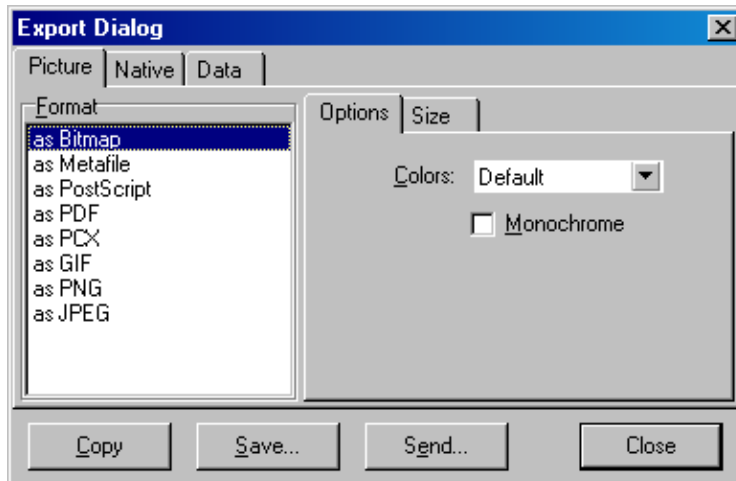 Export Dialog
Picture Native Data
Format
as Bitmap
as Metafile
as PostScript
as PDF
as PCX
as GIF
as PNG
as JPEG
Options Size
Colors: Default
Monochrome
Copy Save... Send... Close